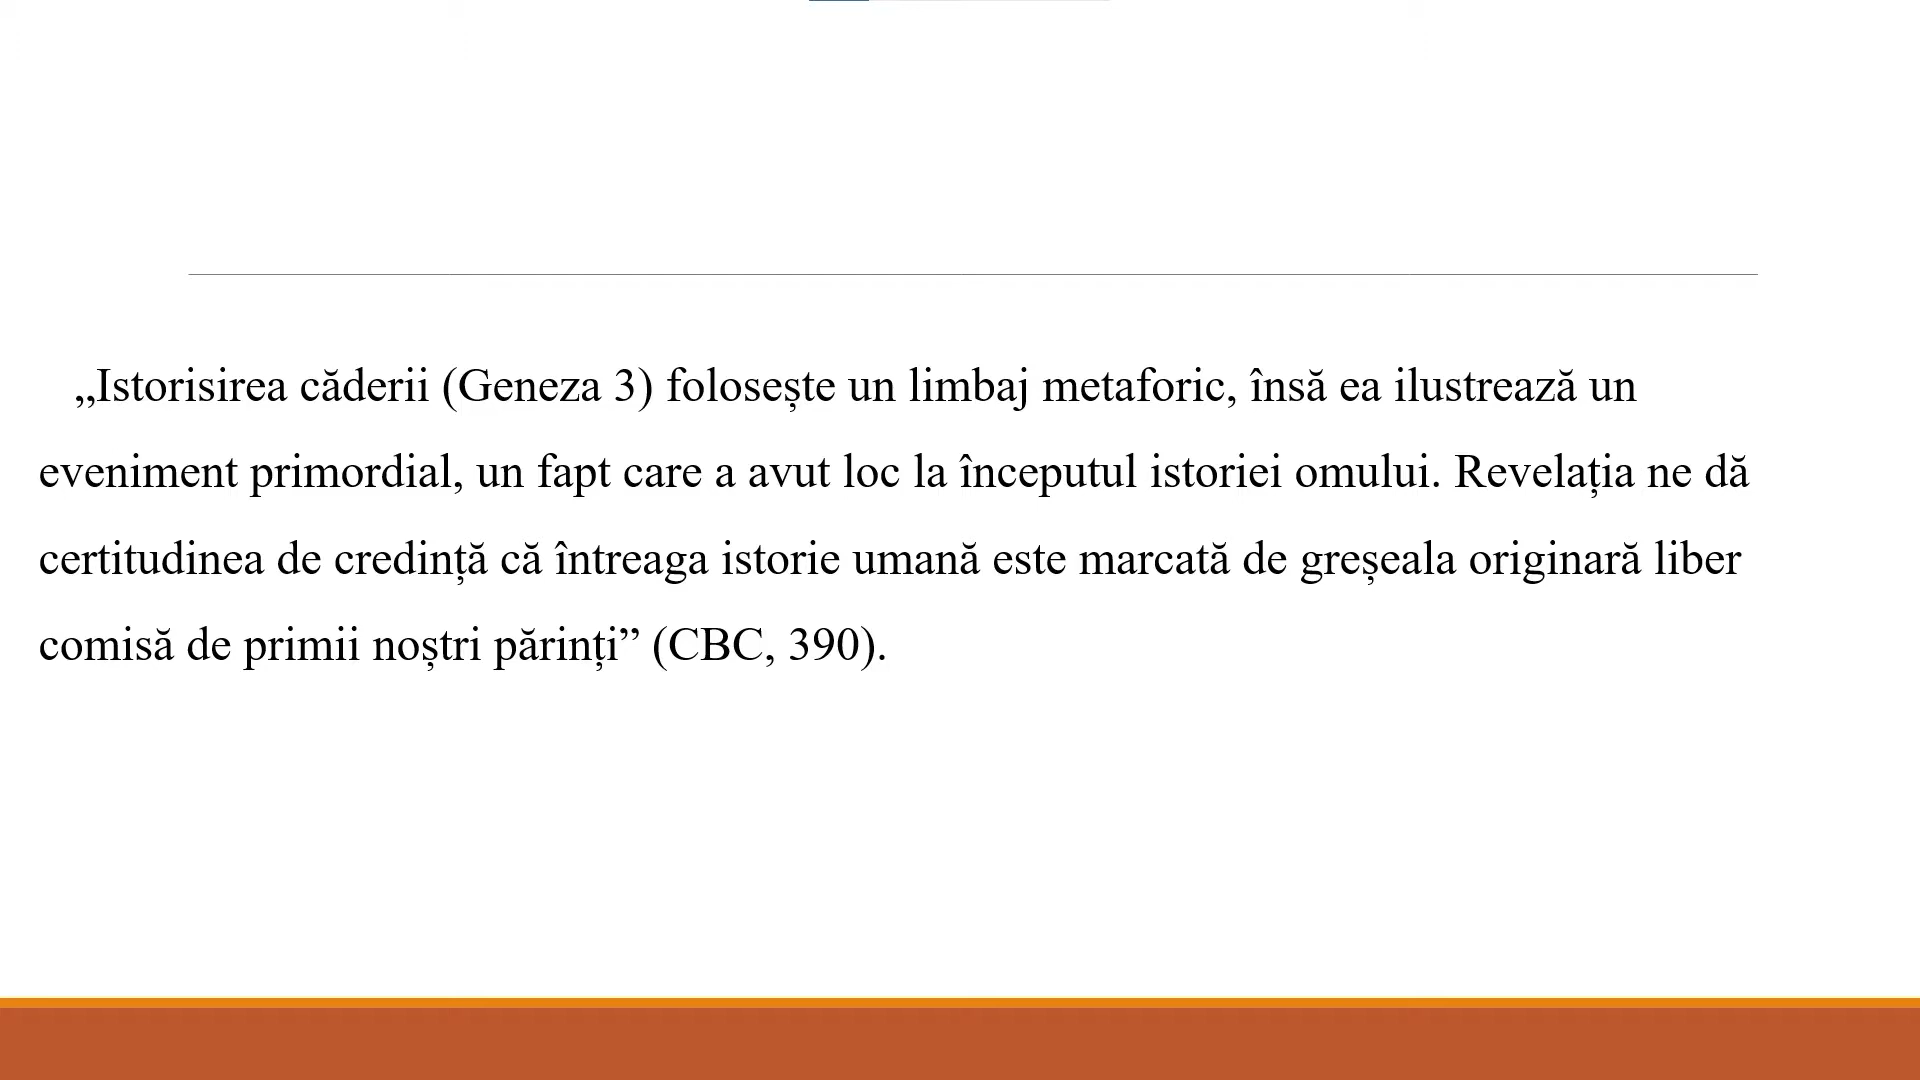 „Istorisirea căderii (Geneza 3) folosește un limbaj metaforic, însă ea ilustrează un
eveniment primordial, un fapt care a avut loc la începutul istoriei omului. Revelația ne dă
certitudinea de credință că întreaga istorie umană este marcată de greșeala originară liber
comisă de primii noștri părinți” (CBC, 390).